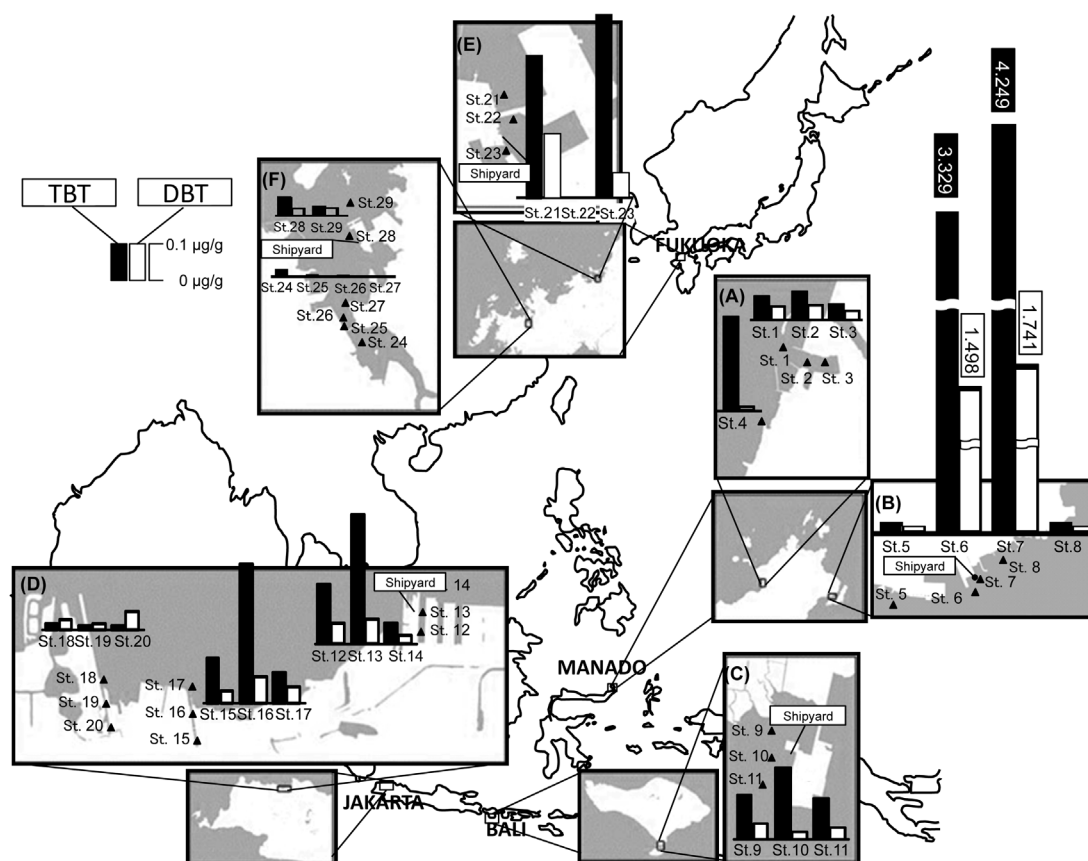 TBT
DBT
0.1 µg/g
0 µg/g
(E)
St.21
St.22
St.23
Shipyard
St.21
St.22
St.23
(F)
St.29
St.28
St.29
St. 28
Shipyard
St.24
St.25
St.26
St.27
St.27
St.26
St.25
St. 24
FUKUOKA
(A)
St.1
St.2
St.3
St. 1
St. 2
St. 3
St.4
3.329
4.249
1.498
1.741
(B)
St.5
St.6
St.7
St.8
Shipyard
St. 8
St. 7
St. 5
St. 6
(D)
Shipyard
14
St. 13
St. 12
St.18
St.19
St.20
St.12
St.13
St.14
St. 18
St. 17
St. 19
St. 16
St. 20
St. 15
St.15
St.16
St.17
MANADO
(C)
Shipyard
St. 9
St. 10
St.11
St.9
St.10
St.11
JAKARTA
BALI